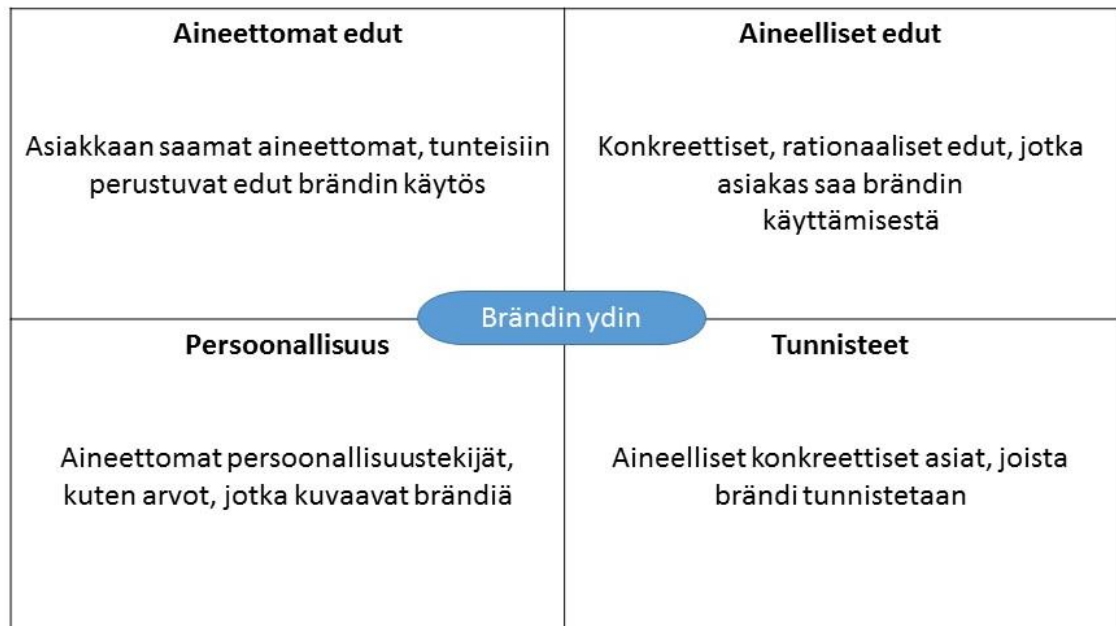 Aineettomat edut
Asiakkaan saamat aineettomat, tunteisiin
perustuvat edut brändin käytös
Aineelliset edut
Konkreettiset, rationaaliset edut, jotka
asiakas saa brändin
käyttämisestä
Brändin ydin
Persoonallisuus
Aineettomat persoonallisuustekijät,
kuten arvot, jotka kuvaavat brändiä
Tunnisteet
Aineelliset konkreettiset asiat, joista
brändi tunnistetaan